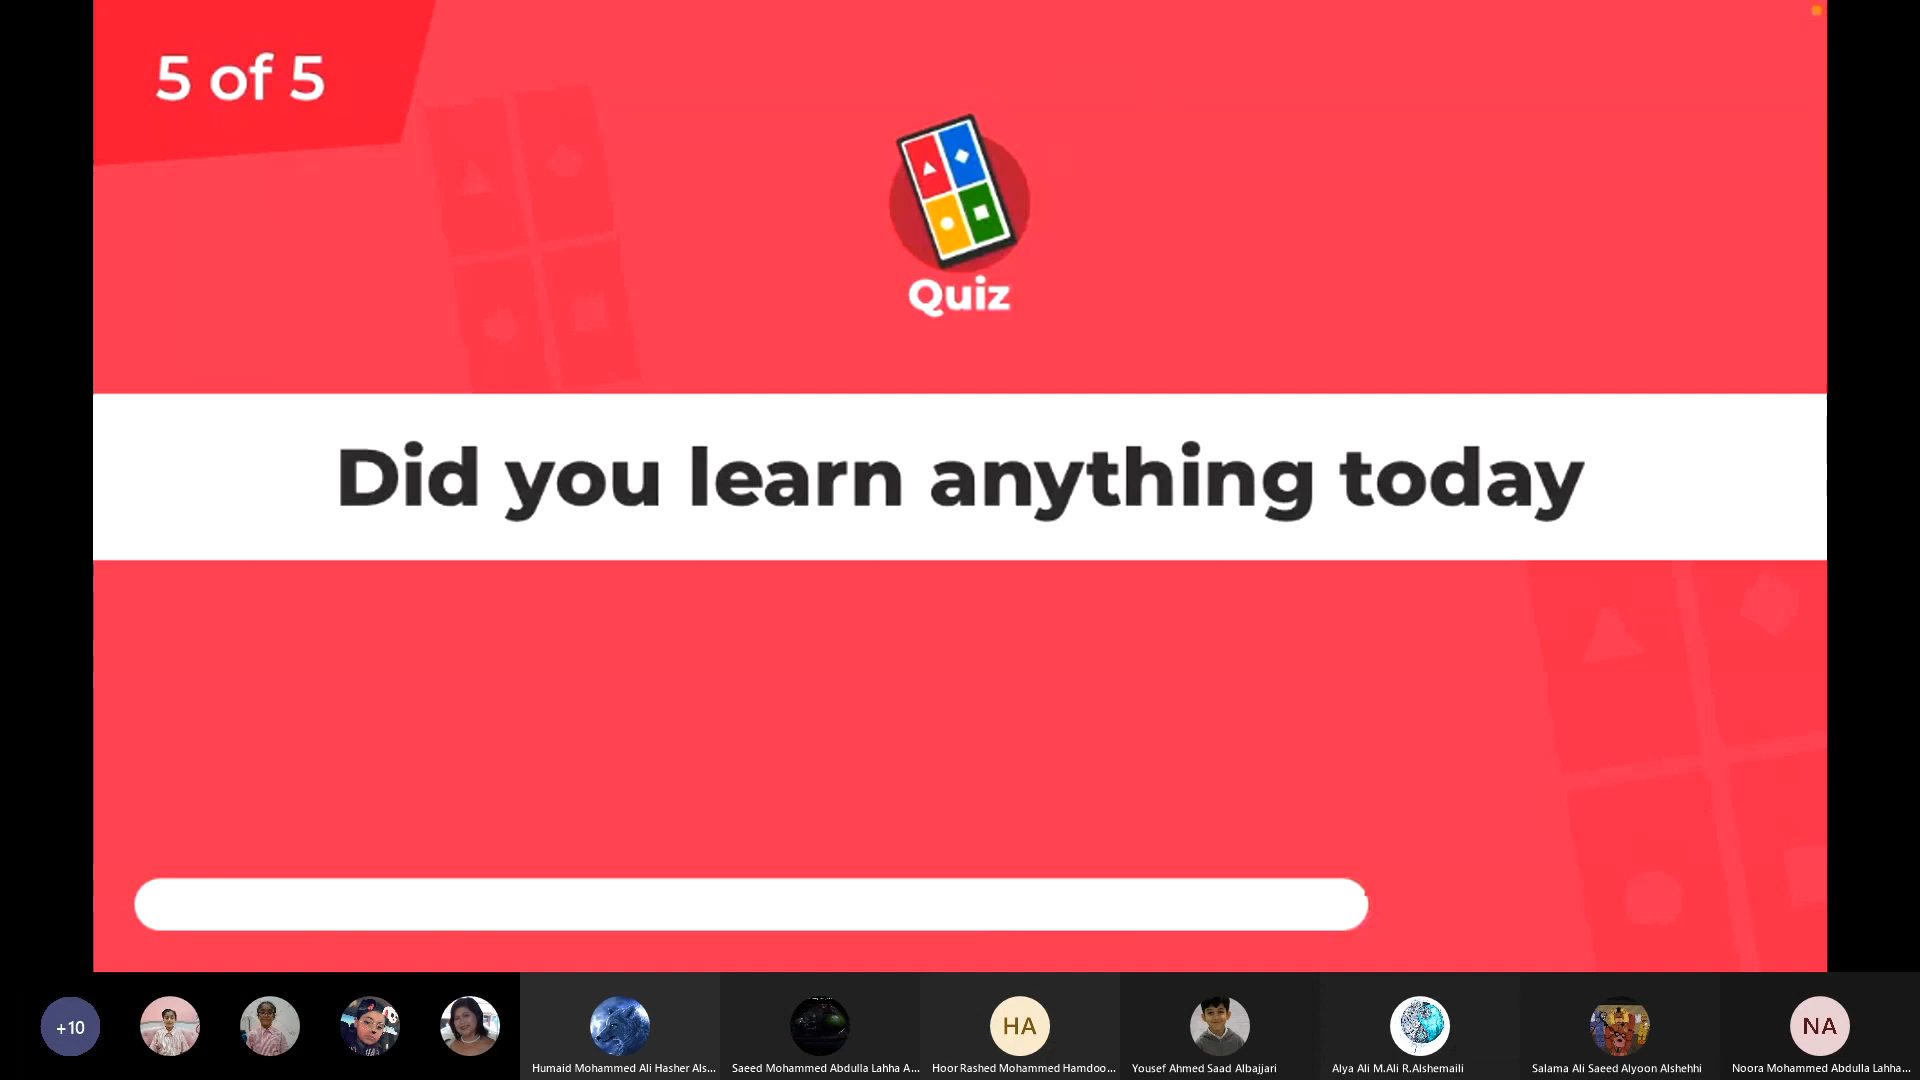 5 of 5
Quiz
Did you learn anything today
+10
Humaid Mohammed Ali Hasher Als...
Saeed Mohammed Abdulla Lahha A...
HA
Hoor Rashed Mohammed Hamdoo...
Yousef Ahmed Saad Albajjari
Alya Ali M.Ali R.Alshemaili
Salama Ali Saeed Alyoon Alshehhi
NA
Noora Mohammed Abdulla Lahha...